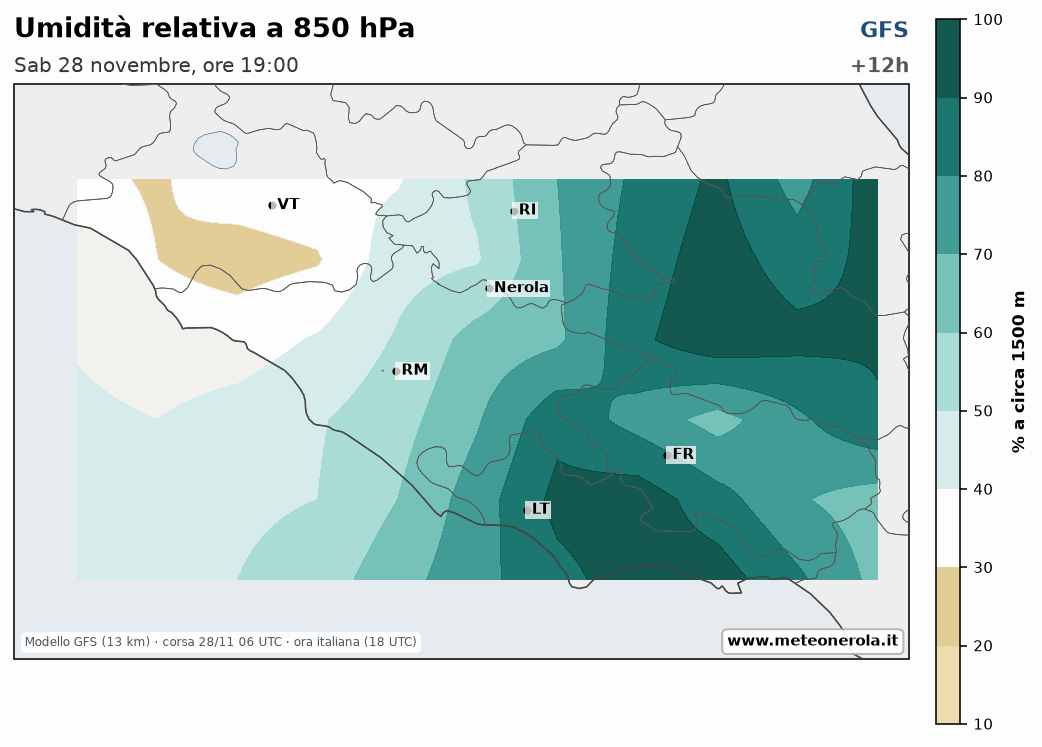 Umidità relativa a 850 hPa
GFS
Sab 28 novembre, ore 19:00
+12h
VT
RI
Nerola
RM
FR
LT
Modello GFS (13 km) · corsa 28/11 06 UTC · ora italiana (18 UTC)
www.meteonerola.it
100
90
80
70
60
50
40
30
20
10
% a circa 1500 m